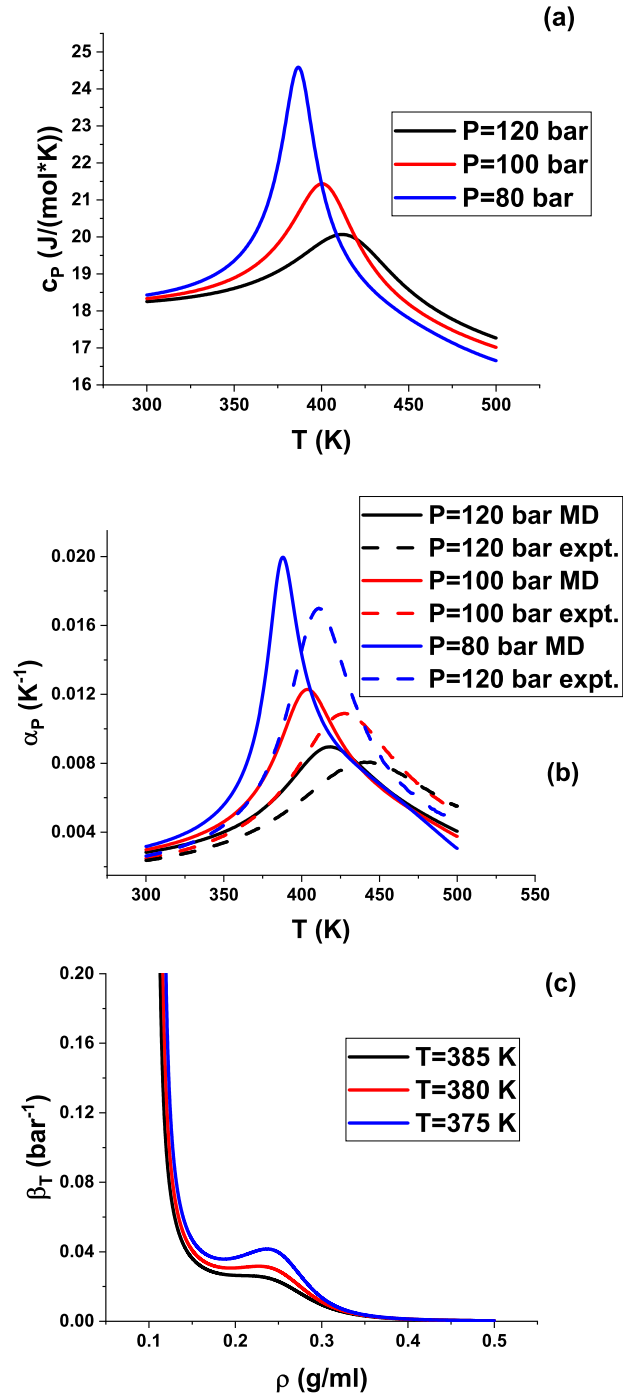 (a)
25
24
23
22
21
20
19
18
17
16
c_P (J/(mol*K))
P=120 bar
P=100 bar
P=80 bar
300 350 400 450 500
T (K)
P=120 bar MD
P=120 bar expt.
P=100 bar MD
P=100 bar expt.
P=80 bar MD
P=120 bar expt.
0.020
0.016
0.012
0.008
0.004
α_P (K^-1)
(b)
300 350 400 450 500 550
T (K)
(c)
0.20
0.16
0.12
0.08
0.04
0.00
β_T (bar^-1)
T=385 K
T=380 K
T=375 K
0.1 0.2 0.3 0.4 0.5
ρ (g/ml)